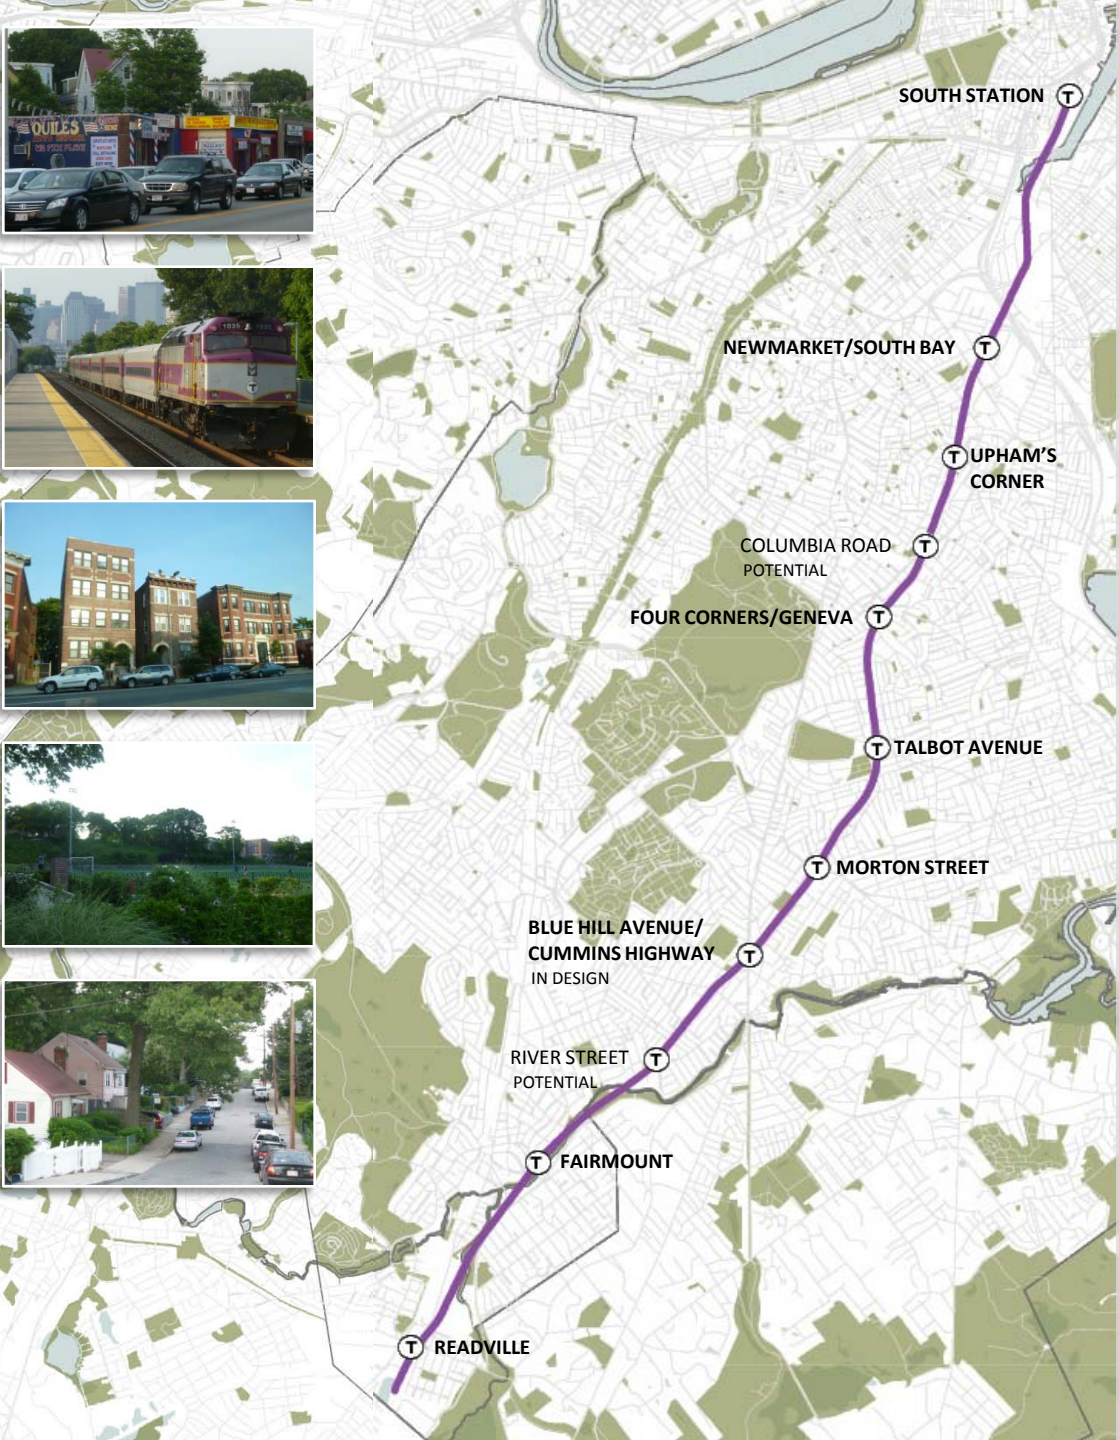 SOUTH STATION
T
NEWMARKET/SOUTH BAY
T
T
UPHAM'S
CORNER
COLUMBIA ROAD
POTENTIAL
T
FOUR CORNERS/GENEVA
T
T
TALBOT AVENUE
T
MORTON STREET
BLUE HILL AVENUE/
CUMMINS HIGHWAY
IN DESIGN
T
RIVER STREET
POTENTIAL
T
T
FAIRMOUNT
T
READVILLE
QUILES
1035
T